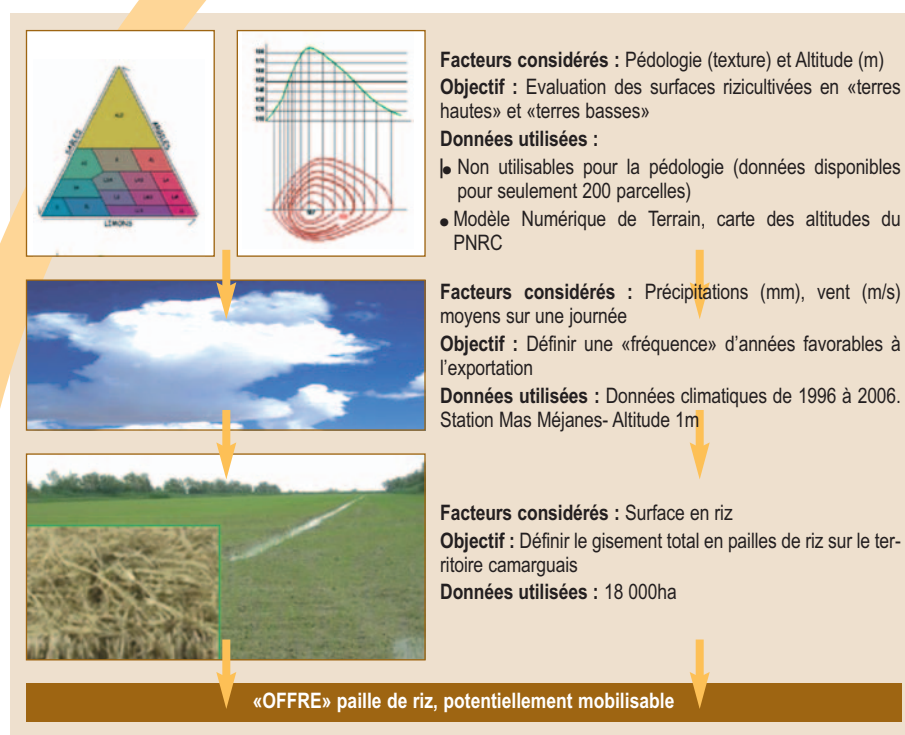 SABLES
ARGILES
LIMONS
Facteurs considérés : Pédologie (texture) et Altitude (m)
Objectif : Evaluation des surfaces rizicultivées en «terres
hautes» et «terres basses»
Données utilisées :
● Non utilisables pour la pédologie (données disponibles
pour seulement 200 parcelles)
● Modèle Numérique de Terrain, carte des altitudes du
PNRC
Facteurs considérés : Précipitations (mm), vent (m/s)
moyens sur une journée
Objectif : Définir une «fréquence» d’années favorables à
l’exportation
Données utilisées : Données climatiques de 1996 à 2006.
Station Mas Méjanes- Altitude 1m
Facteurs considérés : Surface en riz
Objectif : Définir le gisement total en pailles de riz sur le ter-
ritoire camarguais
Données utilisées : 18 000ha
«OFFRE» paille de riz, potentiellement mobilisable